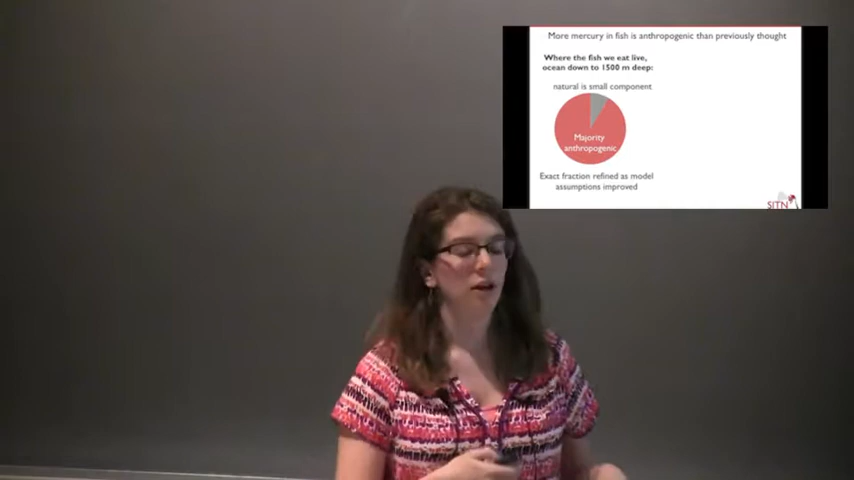 More mercury in fish is anthropogenic than previously thought
Where the fish we eat live,
ocean down to 1500 m deep:
natural is small component
Majority
anthropogenic
Exact fraction refined as model
assumptions improved
SITN